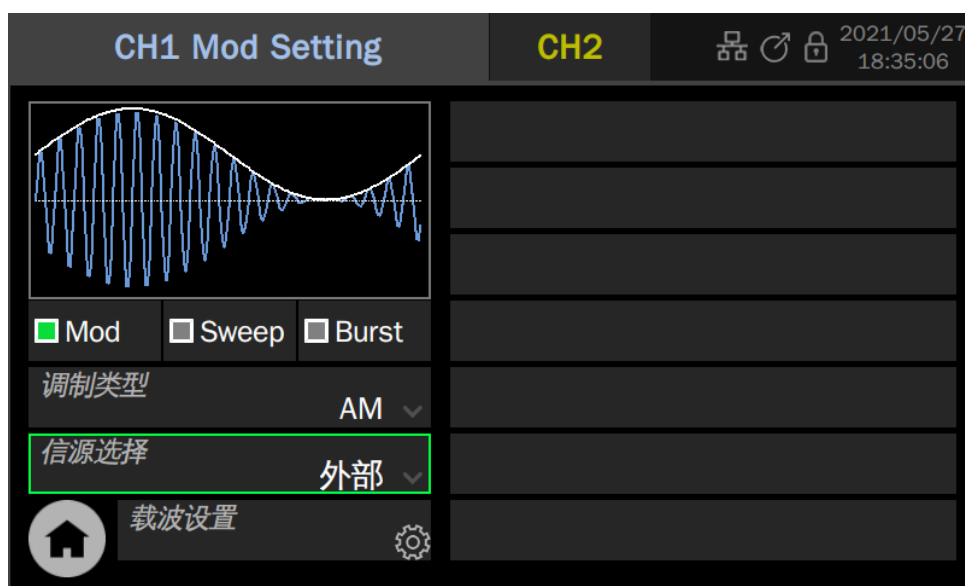 CH1 Mod Setting
CH2
2021/05/27
18:35:06
Mod
Sweep
Burst
调制类型
AM
信源选择
外部
载波设置